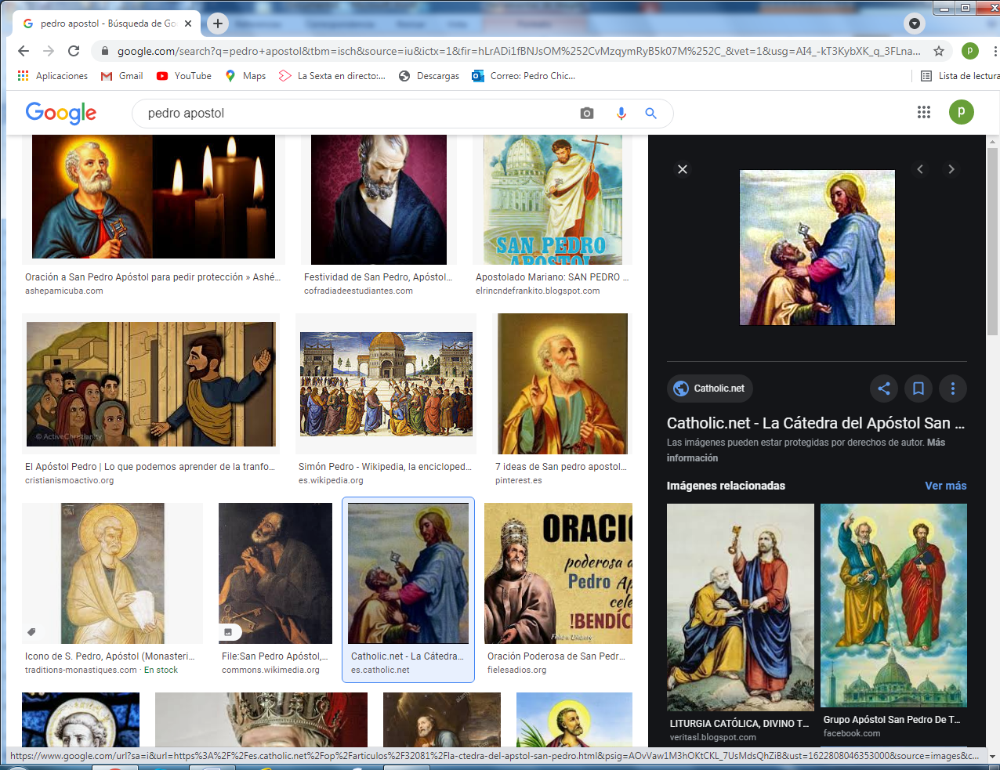 pedro apostol - Búsqueda de Go
google.com/search?q=pedro+apostol&tbm=isch&source=iu&ictx=1&fir=hLrADi1fBNJsOM%252CvMzqymRyB5k07M%252C_&vet=1&usg=AI4_-kT3KybXK_q_3FLna...
P
Aplicaciones
Gmail
YouTube
Maps
La Sexta en directo:...
Descargas
Correo: Pedro Chic...
Lista de lectura
Google
pedro apostol
P
SAN PEDRO
APOSTOL
Oración a San Pedro Apóstol para pedir protección » Ashé...
ashepamicuba.com
Festividad de San Pedro, Apóstol...
cofradiadeestudiantes.com
Apostolado Mariano: SAN PEDRO ...
elrincndefrankito.blogspot.com
© ActiveChristianity
El Apóstol Pedro | Lo que podemos aprender de la tranfo...
cristianismoactivo.org
Simón Pedro - Wikipedia, la encicloped...
es.wikipedia.org
7 ideas de San pedro apostol...
pinterest.es
ORACIO
poderosa a
Pedro Ap
cele
!BENDÍC
Icono de S. Pedro, Apóstol (Monasteri...
traditions-monastiques.com · En stock
File:San Pedro Apóstol,...
commons.wikimedia.org
Catholic.net - La Cátedra...
es.catholic.net
Oración Poderosa de San Pedr...
fielesadios.org
Catholic.net
Catholic.net - La Cátedra del Apóstol San ...
Las imágenes pueden estar protegidas por derechos de autor. Más
información
Imágenes relacionadas
Ver más
LITURGIA CATÓLICA, DIVINO T...
veritasl.blogspot.com
Grupo Apóstol San Pedro De T...
facebook.com
https://www.google.com/url?sa=i&url=https%3A%2F%2Fes.catholic.net%2Fop%2Farticulos%2F32081%2Fla-ctedra-del-apstol-san-pedro.html&psig=AOvVaw1M3hOKtCKL_7UsMdsQhZiB&ust=1622808046353000&source=images&c...